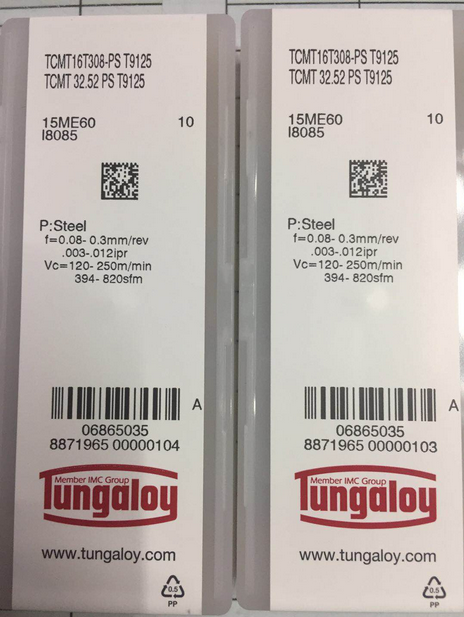 TCMT16T308-PS T9125
TCMT 32.52 PS T9125
15ME60 10
I8085
P:Steel
f=0.08- 0.3mm/rev
.003-.012ipr
Vc=120- 250m/min
394- 820sfm
A
06865035
8871965 00000104
Member IMC Group
Tungaloy
www.tungaloy.com
0.5
PP
TCMT16T308-PS T9125
TCMT 32.52 PS T9125
15ME60 10
I8085
P:Steel
f=0.08- 0.3mm/rev
.003-.012ipr
Vc=120- 250m/min
394- 820sfm
A
06865035
8871965 00000103
Member IMC Group
Tungaloy
www.tungaloy.com
0.5
PP